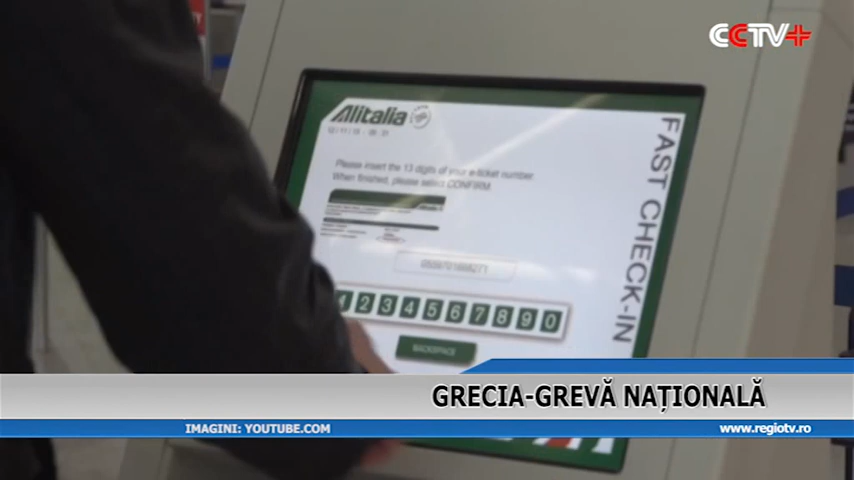 CCTV+
Alitalia
Please insert the 13 digits of your e-ticket number
When finished, please select CONFIRM
FAST CHECK-IN
1 2 3 4 5 6 7 8 9 0
BACKSPACE
GRECIA-GREVĂ NAȚIONALĂ
IMAGINI: YOUTUBE.COM
www.regiotv.ro